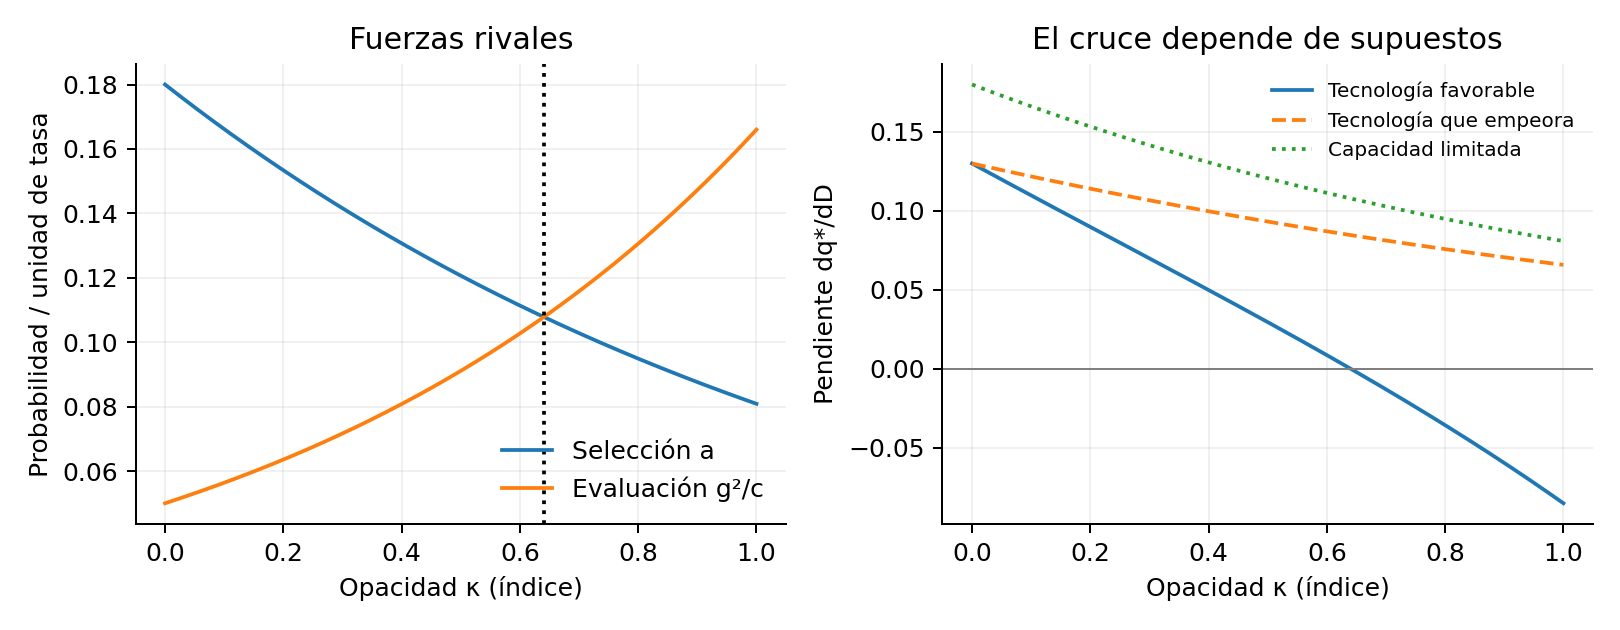 Fuerzas rivales
Probabilidad / unidad de tasa
0.18
0.16
0.14
0.12
0.10
0.08
0.06
Selección a
Evaluación g²/c
0.0 0.2 0.4 0.6 0.8 1.0
Opacidad κ (índice)
El cruce depende de supuestos
Pendiente dq*/dD
0.15
0.10
0.05
0.00
−0.05
Tecnología favorable
Tecnología que empeora
Capacidad limitada
0.0 0.2 0.4 0.6 0.8 1.0
Opacidad κ (índice)